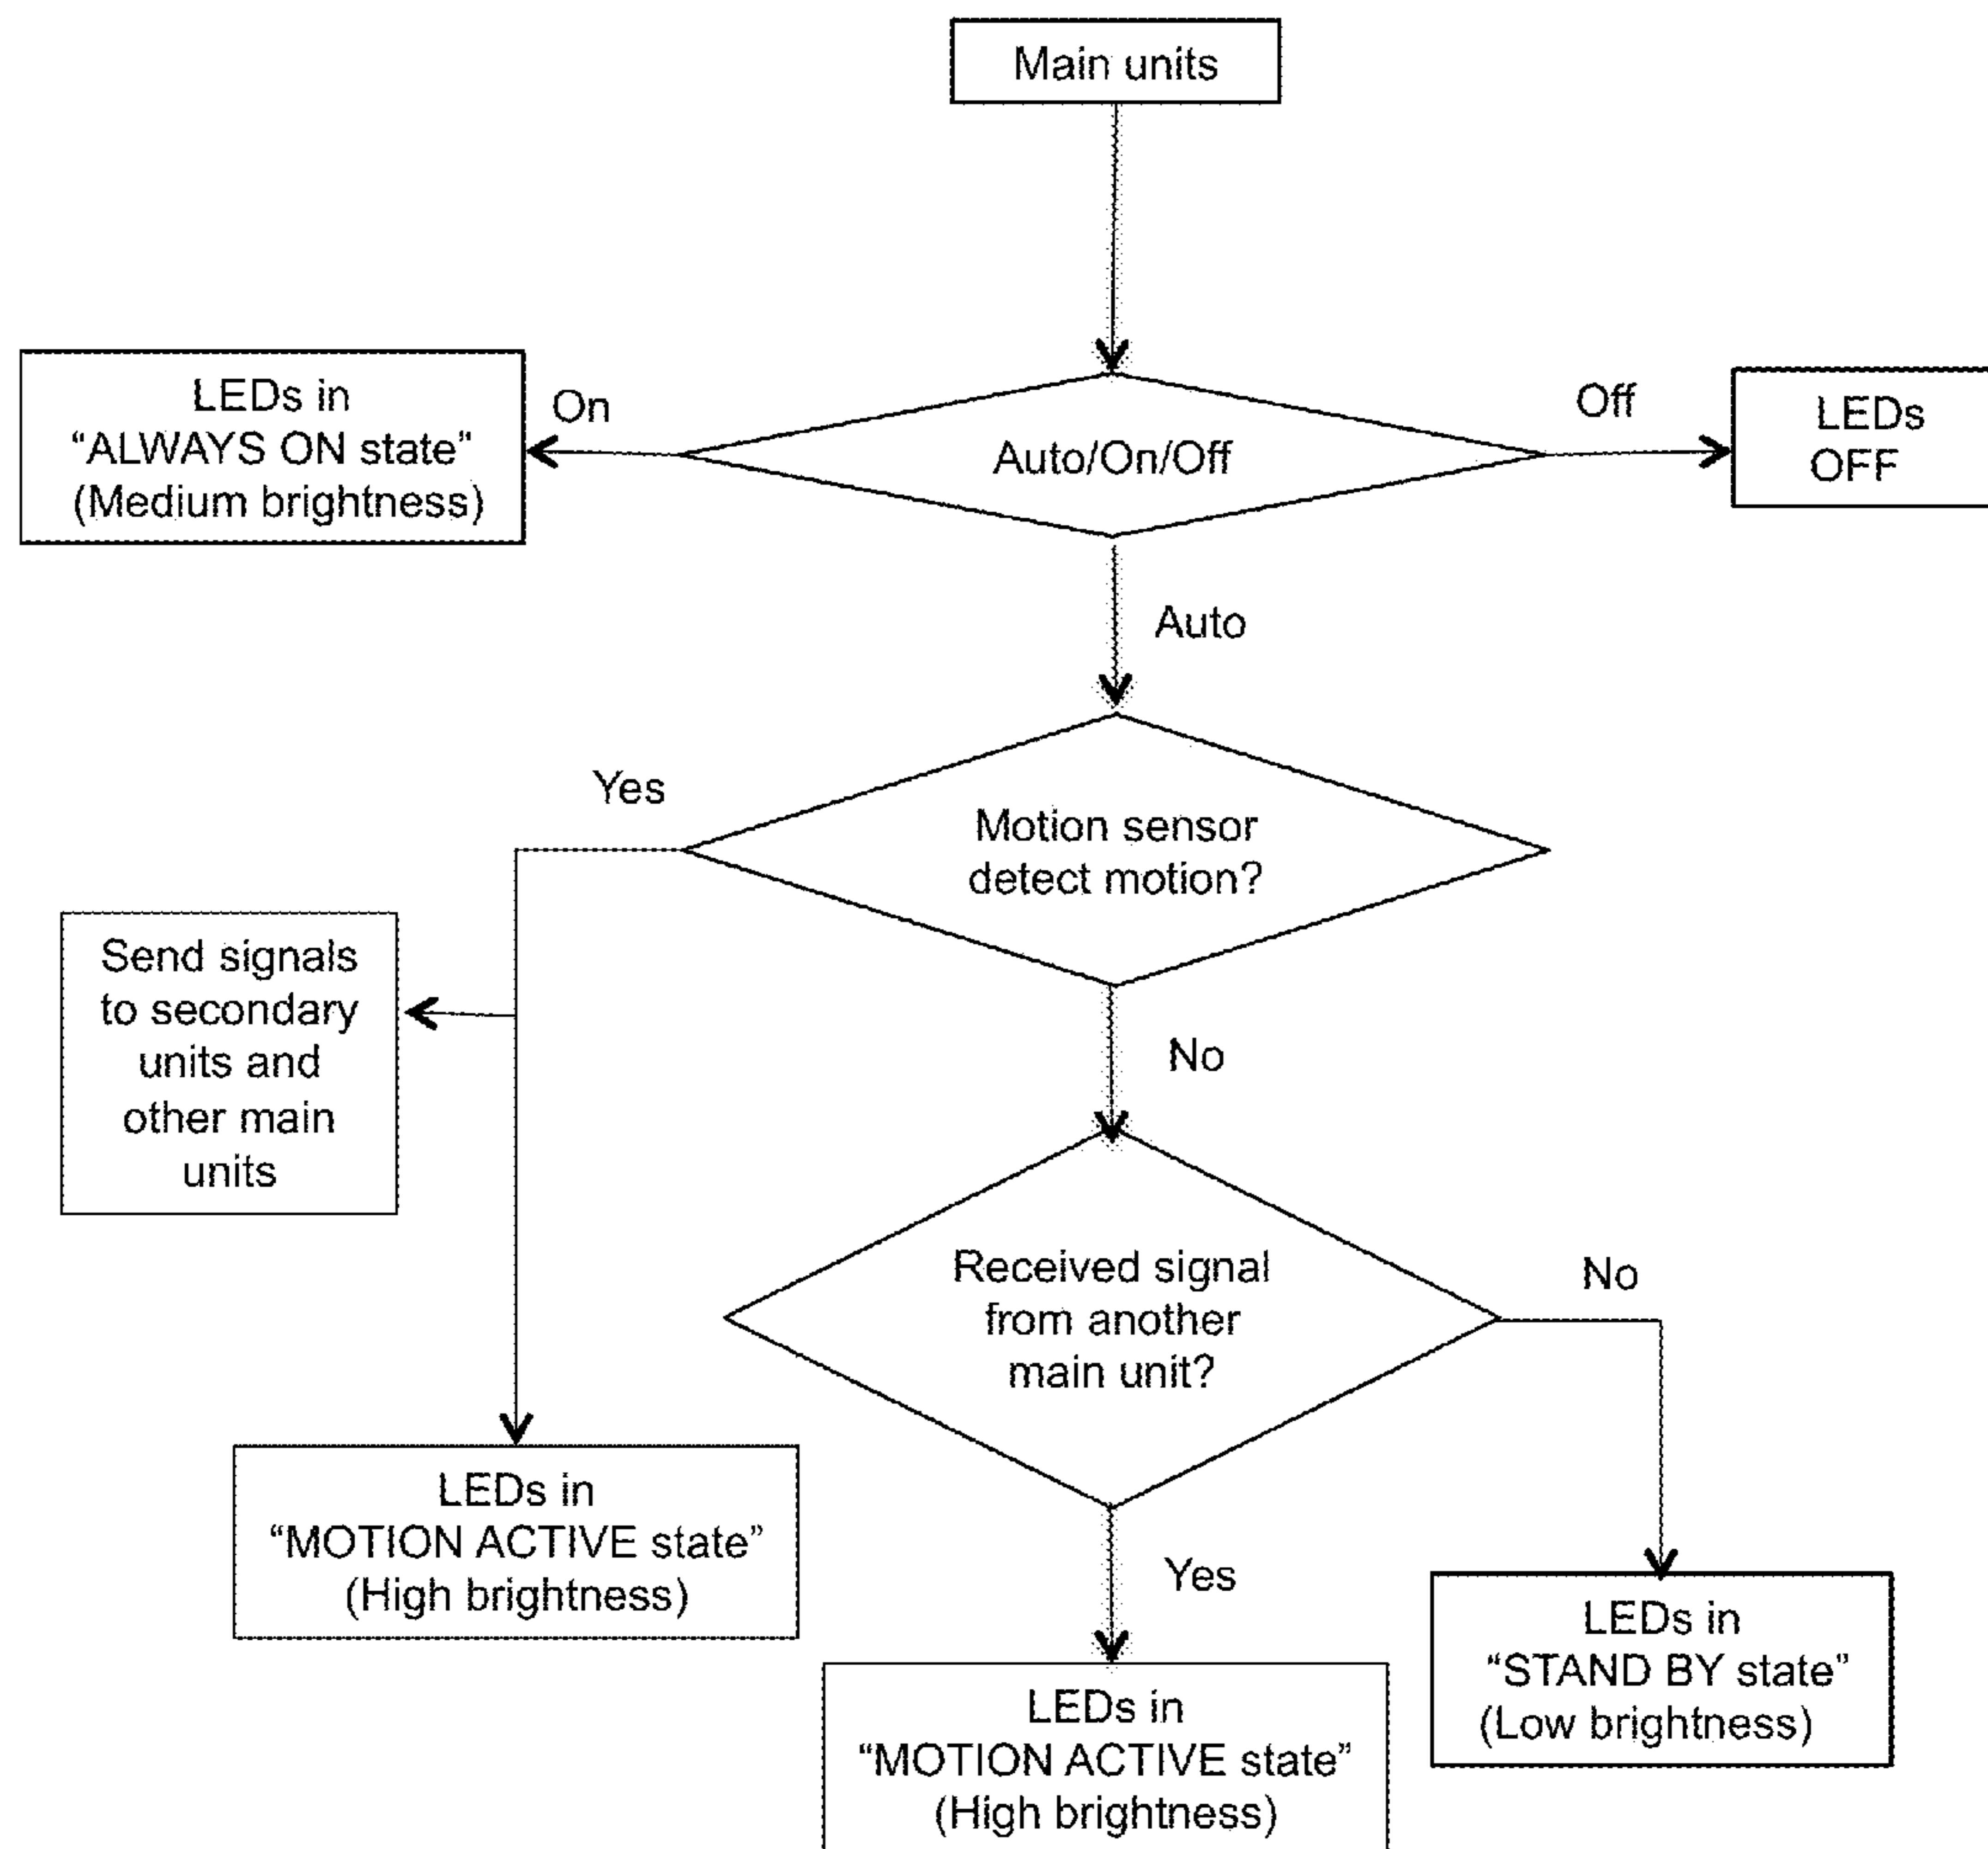 Main units
LEDs in
“ALWAYS ON state”
(Medium brightness)
On
Auto/On/Off
Off
LEDs
OFF
Auto
Yes
Motion sensor
detect motion?
Send signals
to secondary
units and
other main
units
No
Received signal
from another
main unit?
No
LEDs in
“MOTION ACTIVE state”
(High brightness)
Yes
LEDs in
“MOTION ACTIVE state”
(High brightness)
LEDs in
“STAND BY state”
(Low brightness)